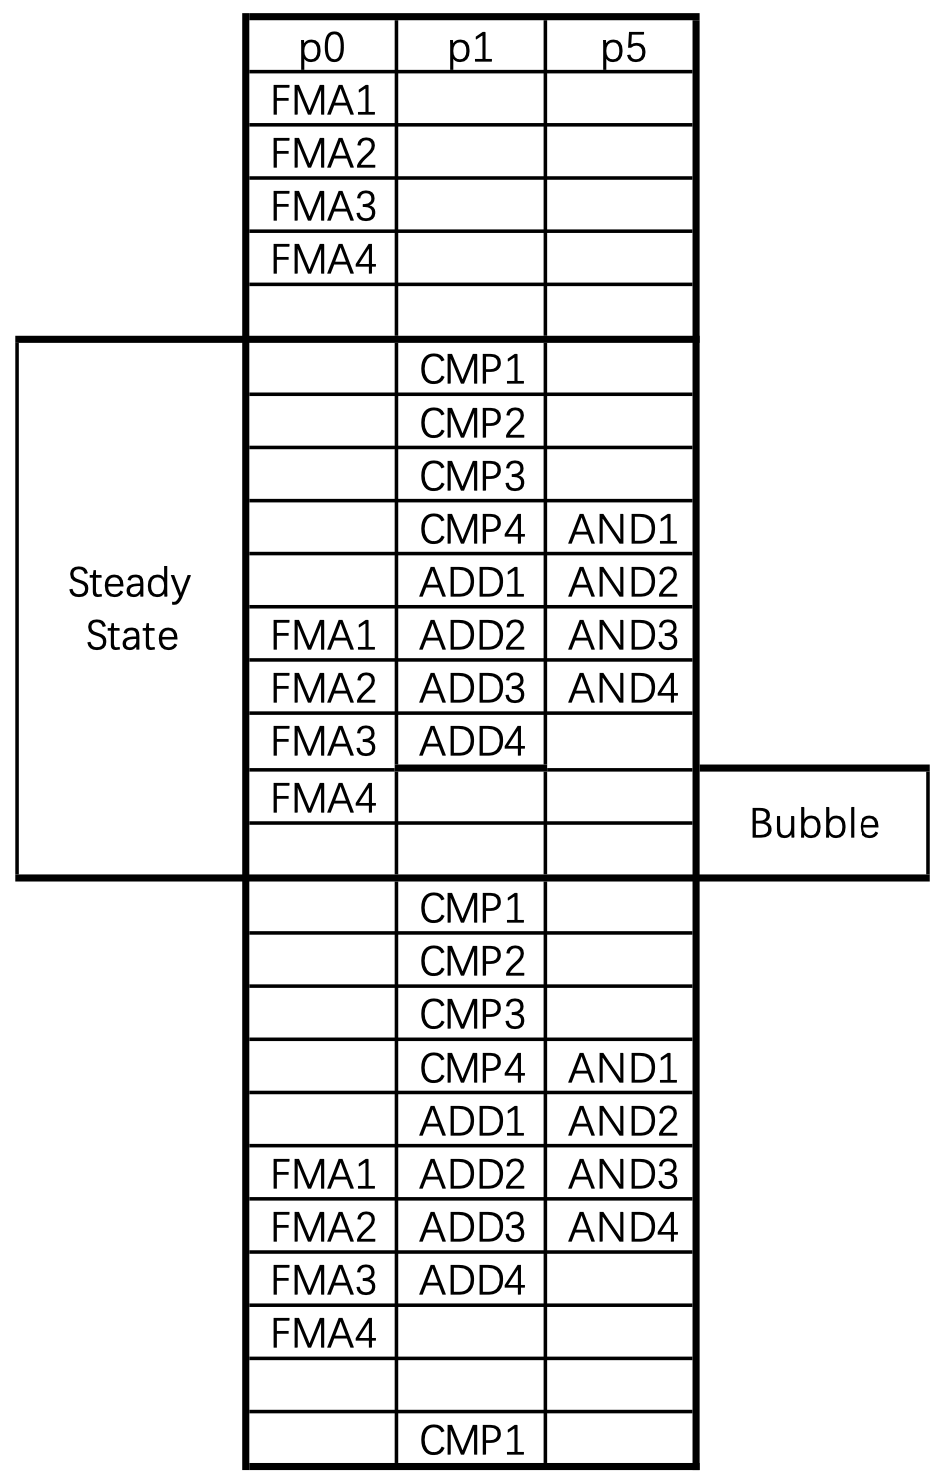 p0 p1 p5
FMA1
FMA2
FMA3
FMA4
CMP1
CMP2
CMP3
CMP4 AND1
Steady
State
ADD1 AND2
FMA1 ADD2 AND3
FMA2 ADD3 AND4
FMA3 ADD4
FMA4
Bubble
CMP1
CMP2
CMP3
CMP4 AND1
ADD1 AND2
FMA1 ADD2 AND3
FMA2 ADD3 AND4
FMA3 ADD4
FMA4
CMP1